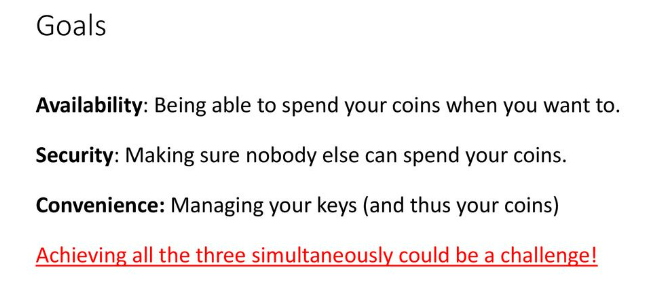 Goals
Availability: Being able to spend your coins when you want to.
Security: Making sure nobody else can spend your coins.
Convenience: Managing your keys (and thus your coins)
Achieving all the three simultaneously could be a challenge!